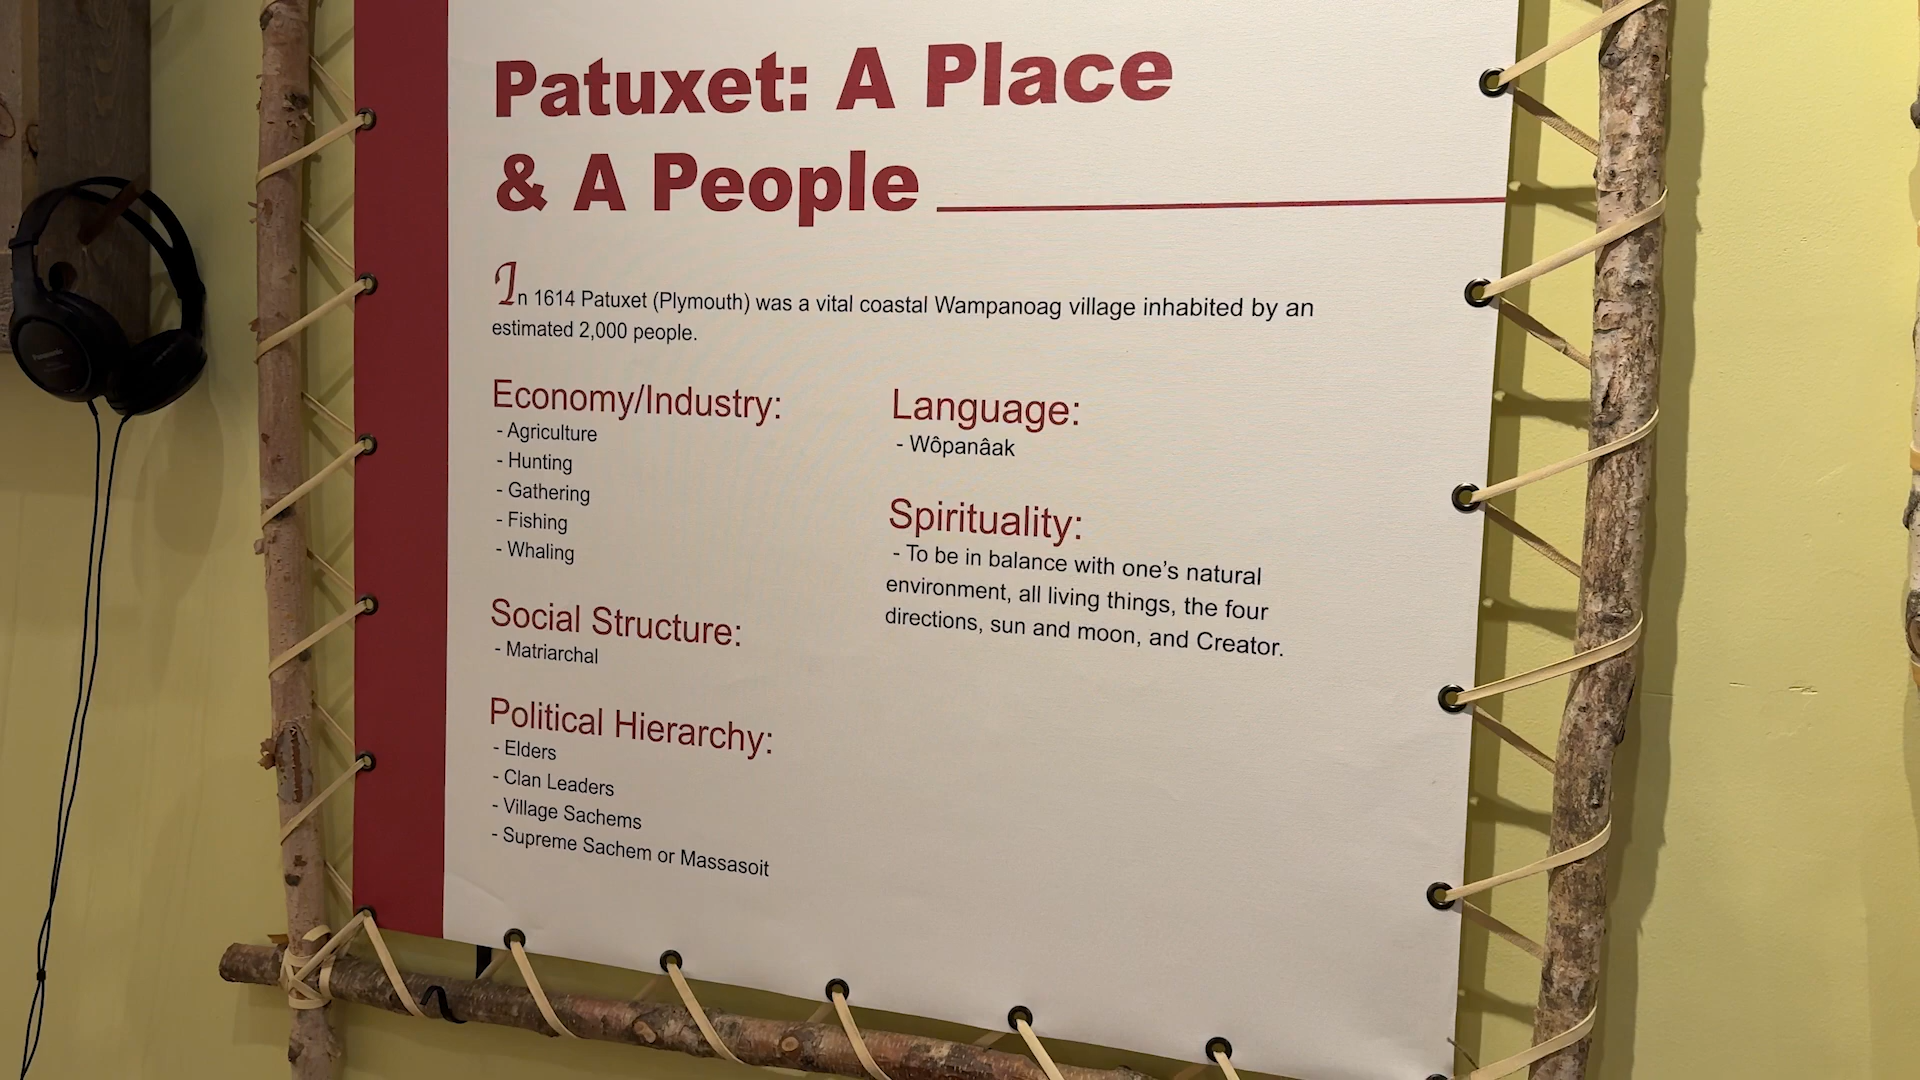 Patuxet: A Place
& A People
In 1614 Patuxet (Plymouth) was a vital coastal Wampanoag village inhabited by an
estimated 2,000 people.
Economy/Industry:
- Agriculture
- Hunting
- Gathering
- Fishing
- Whaling
Social Structure:
- Matriarchal
Political Hierarchy:
- Elders
- Clan Leaders
- Village Sachems
- Supreme Sachem or Massasoit
Language:
- Wôpanâak
Spirituality:
- To be in balance with one’s natural
environment, all living things, the four
directions, sun and moon, and Creator.
Panasonic